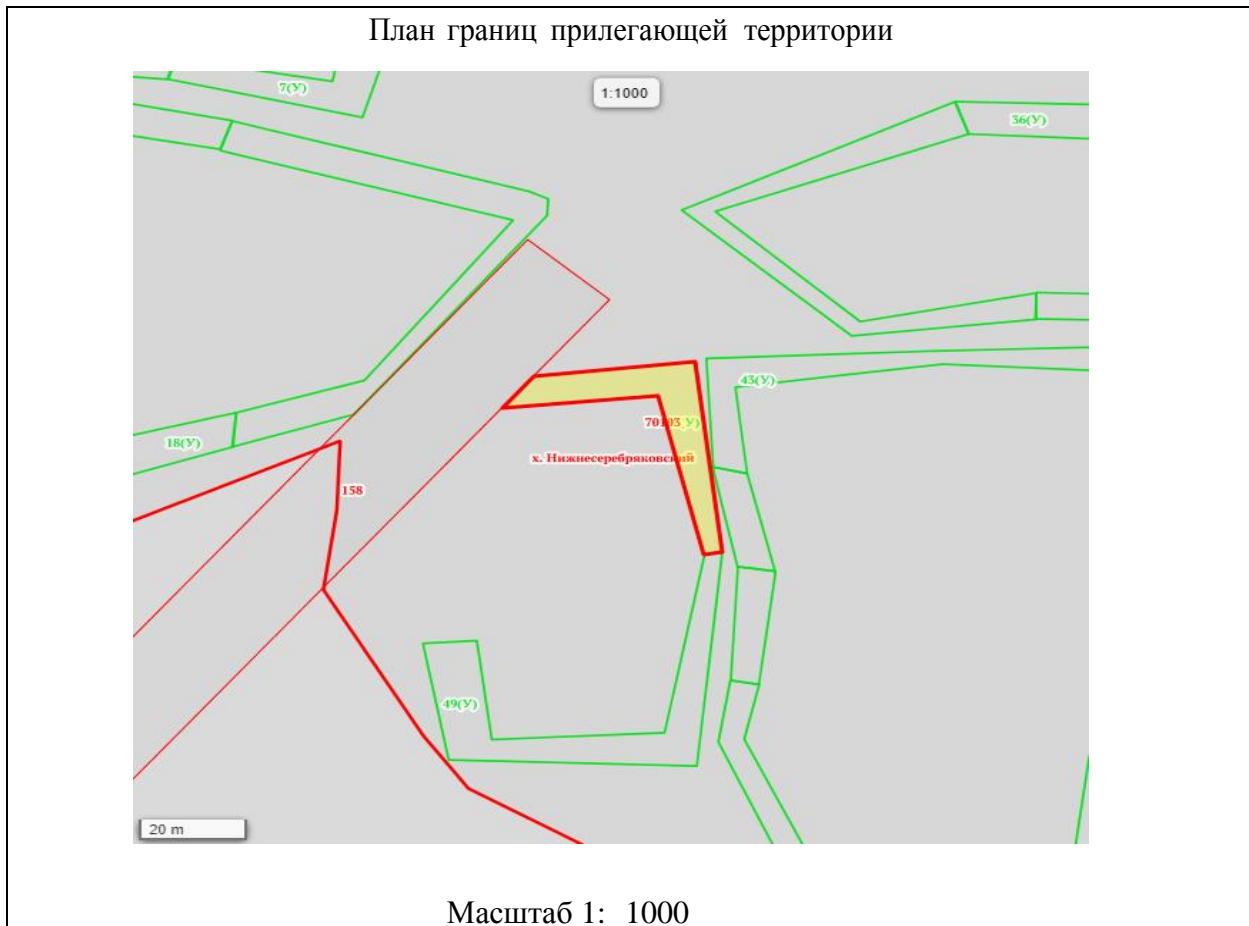 План границ прилегающей территории
7(У)
1:1000
36(У)
43(У)
18(У)
х. Нижнесеребряковский
158
49(У)
20 m
Масштаб 1: 1000